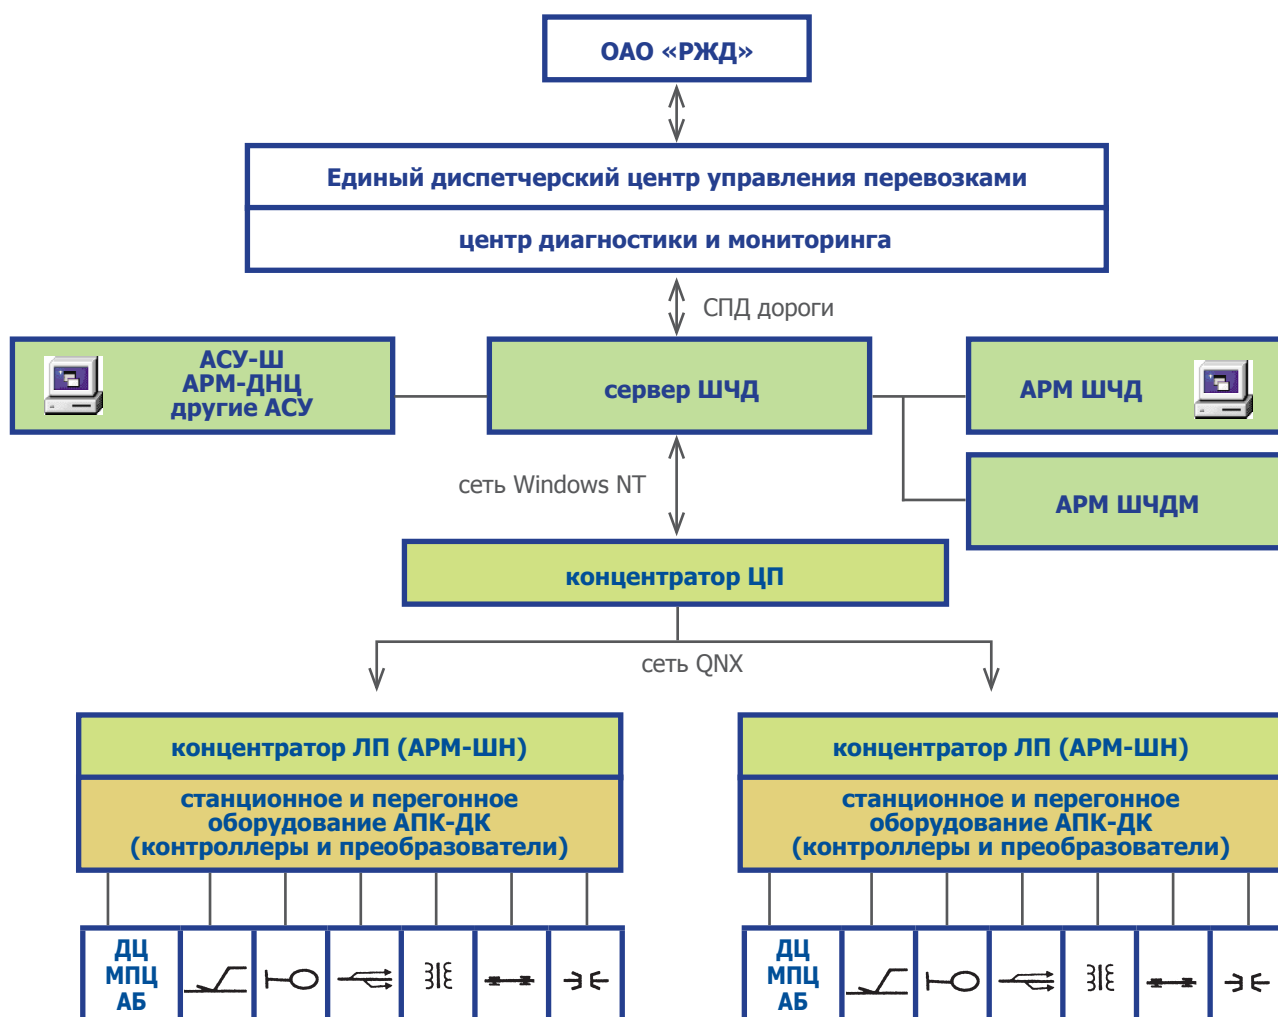 ОАО «РЖД»
Единый диспетчерский центр управления перевозками
центр диагностики и мониторинга
СПД дороги
АСУ-Ш
АРМ-ДНЦ
другие АСУ
сервер ШЧД
АРМ ШЧД
сеть Windows NT
АРМ ШЧДМ
концентратор ЦП
сеть QNX
концентратор ЛП (АРМ-ШН)
станционное и перегонное
оборудование АПК-ДК
(контроллеры и преобразователи)
концентратор ЛП (АРМ-ШН)
станционное и перегонное
оборудование АПК-ДК
(контроллеры и преобразователи)
ДЦ
МПЦ
АБ
ДЦ
МПЦ
АБ